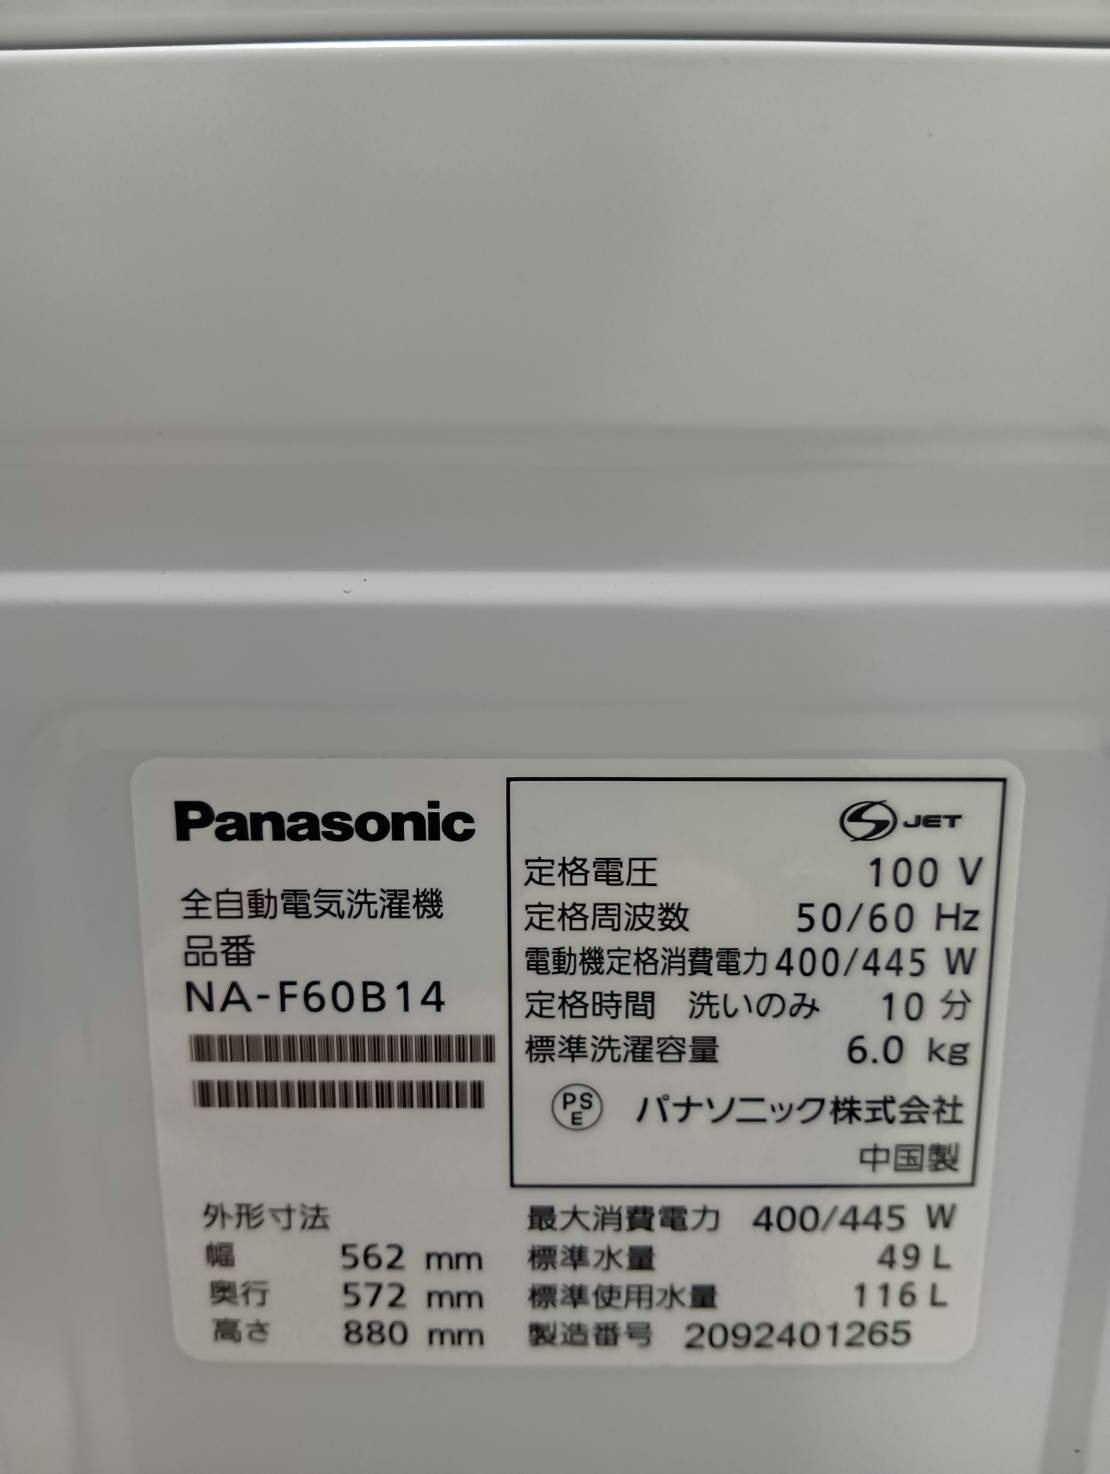 Panasonic
全自動電気洗濯機
品番
NA-F60B14
JET
定格電圧 100 V
定格周波数 50/60 Hz
電動機定格消費電力 400/445 W
定格時間 洗いのみ 10 分
標準洗濯容量 6.0 kg
PS
E
パナソニック株式会社
中国製
外形寸法
幅 562 mm
奥行 572 mm
高さ 880 mm
最大消費電力 400/445 W
標準水量 49 L
標準使用水量 116 L
製造番号 2092401265